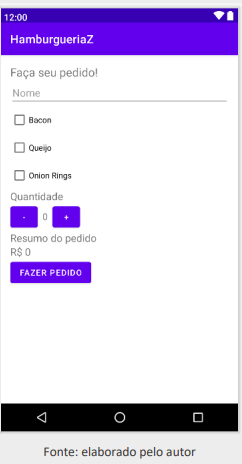 12:00
HamburgueriaZ
Faça seu pedido!
Nome
Bacon
Queijo
Onion Rings
Quantidade
- 0 +
Resumo do pedido
R$ 0
FAZER PEDIDO
Fonte: elaborado pelo autor